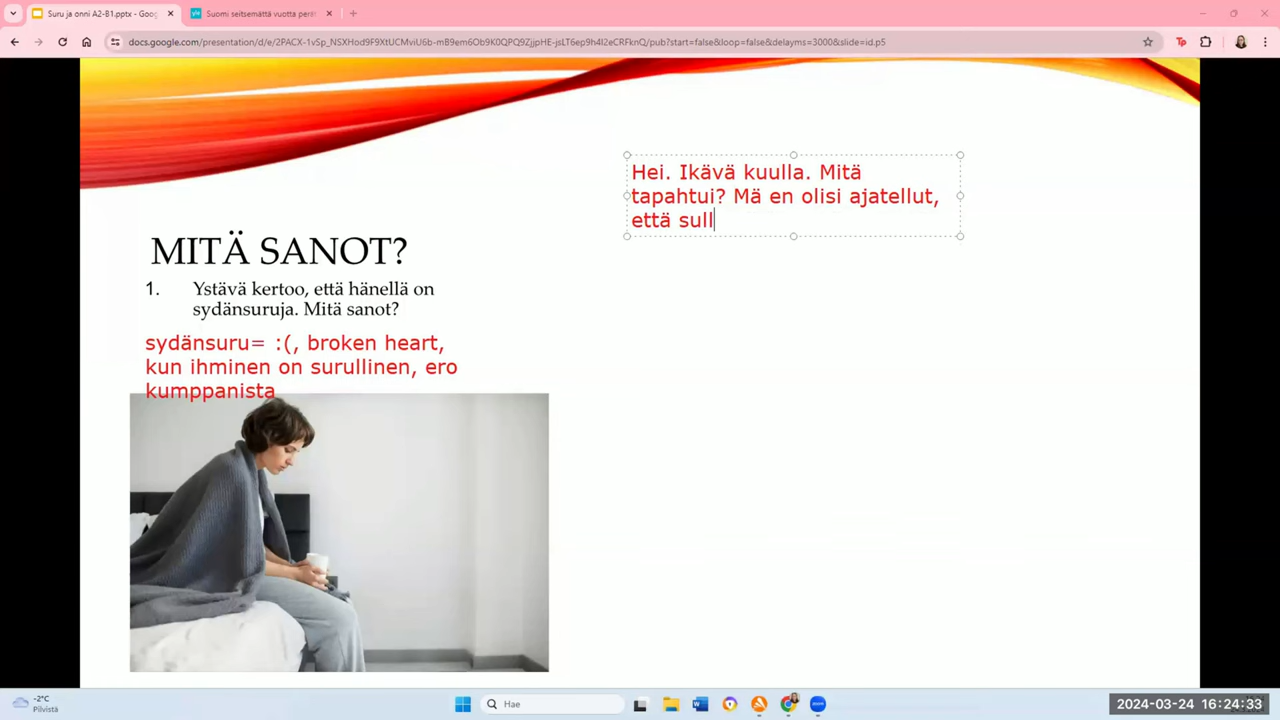 Suru ja onni A2-B1.pptx - Goog
Suomi seitsemättä vuotta perät
docs.google.com/presentation/d/e/2PACX-1vSp_NSXHod9F9XtUCMviU6b-mB9em6Ob9K0QPQ9ZjjpHE-jsLT6ep9h4I2eCRFknQ/pub?start=false&loop=false&delayms=3000&slide=id.p5
Hei. Ikävä kuulla. Mitä
tapahtui? Mä en olisi ajatellut,
että sull
MITÄ SANOT?
1. Ystävä kertoo, että hänellä on
sydänsuruja. Mitä sanot?
sydänsuru= :(, broken heart,
kun ihminen on surullinen, ero
kumppanista
-2°C
Pilvistä
Hae
2024-03-24 16:24:33